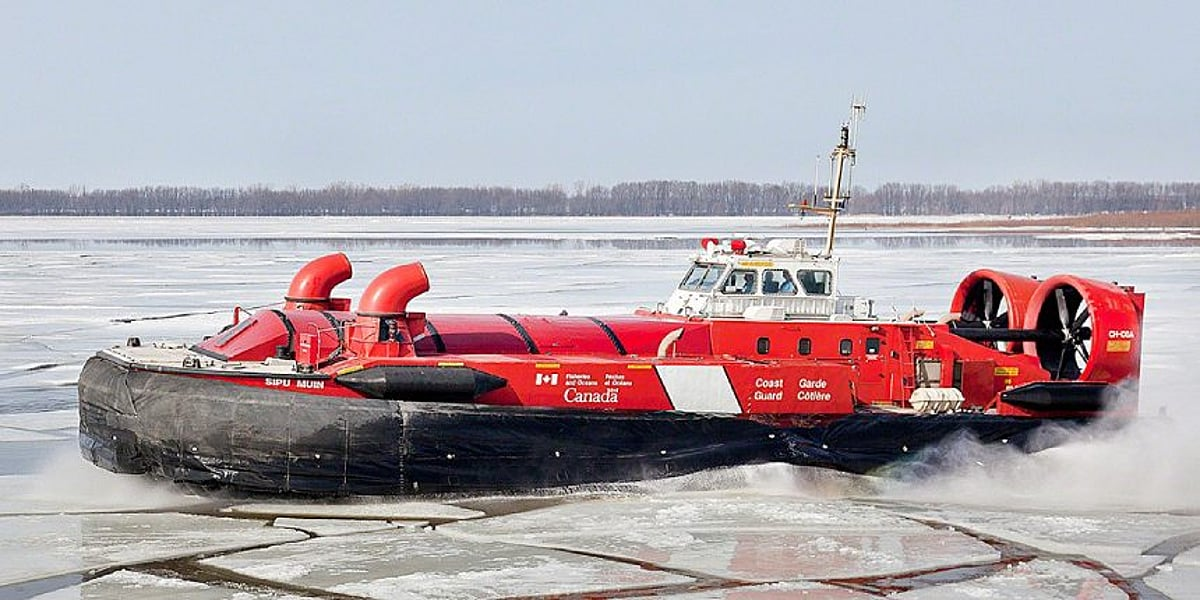 SIPU MUIN
Fisheries Pêches et
and Oceans Océans
Canada
Coast Garde
Guard Côtière
CH-CGA